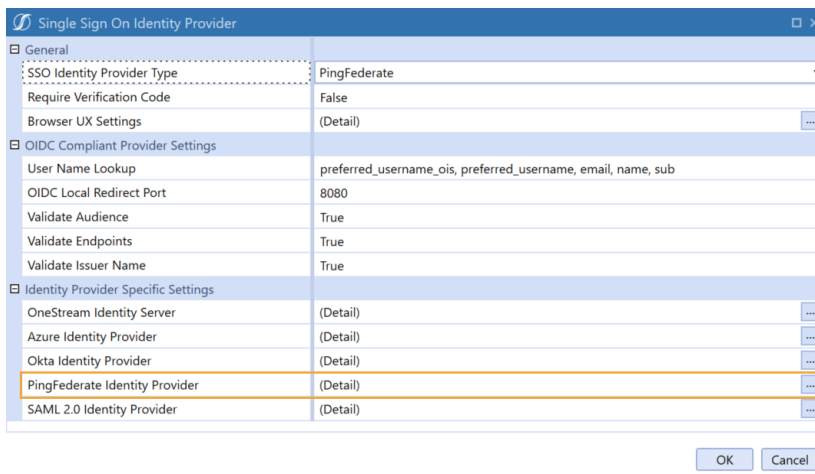 Single Sign On Identity Provider
General
SSO Identity Provider Type PingFederate
Require Verification Code False
Browser UX Settings (Detail) ...
OIDC Compliant Provider Settings
User Name Lookup preferred_username_ois, preferred_username, email, name, sub
OIDC Local Redirect Port 8080
Validate Audience True
Validate Endpoints True
Validate Issuer Name True
Identity Provider Specific Settings
OneStream Identity Server (Detail) ...
Azure Identity Provider (Detail) ...
Okta Identity Provider (Detail) ...
PingFederate Identity Provider (Detail) ...
SAML 2.0 Identity Provider (Detail) ...
OK Cancel